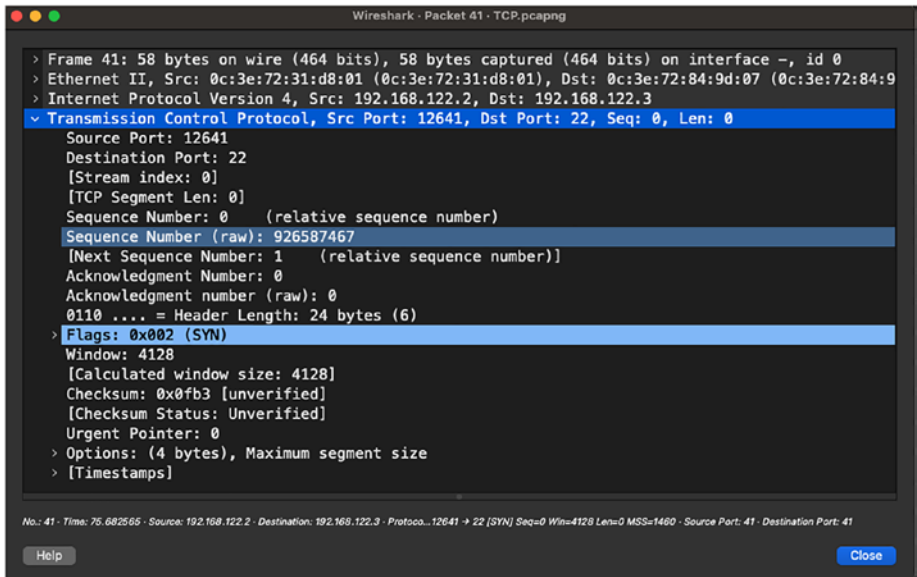 Wireshark · Packet 41 · TCP.pcapng
> Frame 41: 58 bytes on wire (464 bits), 58 bytes captured (464 bits) on interface -, id 0
> Ethernet II, Src: 0c:3e:72:31:d8:01 (0c:3e:72:31:d8:01), Dst: 0c:3e:72:84:9d:07 (0c:3e:72:84:9
> Internet Protocol Version 4, Src: 192.168.122.2, Dst: 192.168.122.3
v Transmission Control Protocol, Src Port: 12641, Dst Port: 22, Seq: 0, Len: 0
Source Port: 12641
Destination Port: 22
[Stream index: 0]
[TCP Segment Len: 0]
Sequence Number: 0 (relative sequence number)
Sequence Number (raw): 926587467
[Next Sequence Number: 1 (relative sequence number)]
Acknowledgment Number: 0
Acknowledgment number (raw): 0
0110 .... = Header Length: 24 bytes (6)
> Flags: 0x002 (SYN)
Window: 4128
[Calculated window size: 4128]
Checksum: 0x0fb3 [unverified]
[Checksum Status: Unverified]
Urgent Pointer: 0
> Options: (4 bytes), Maximum segment size
> [Timestamps]
No.: 41 · Time: 75.682565 · Source: 192.168.122.2 · Destination: 192.168.122.3 · Protoco...12641 → 22 [SYN] Seq=0 Win=4128 Len=0 MSS=1460 · Source Port: 41 · Destination Port: 41
Help
Close